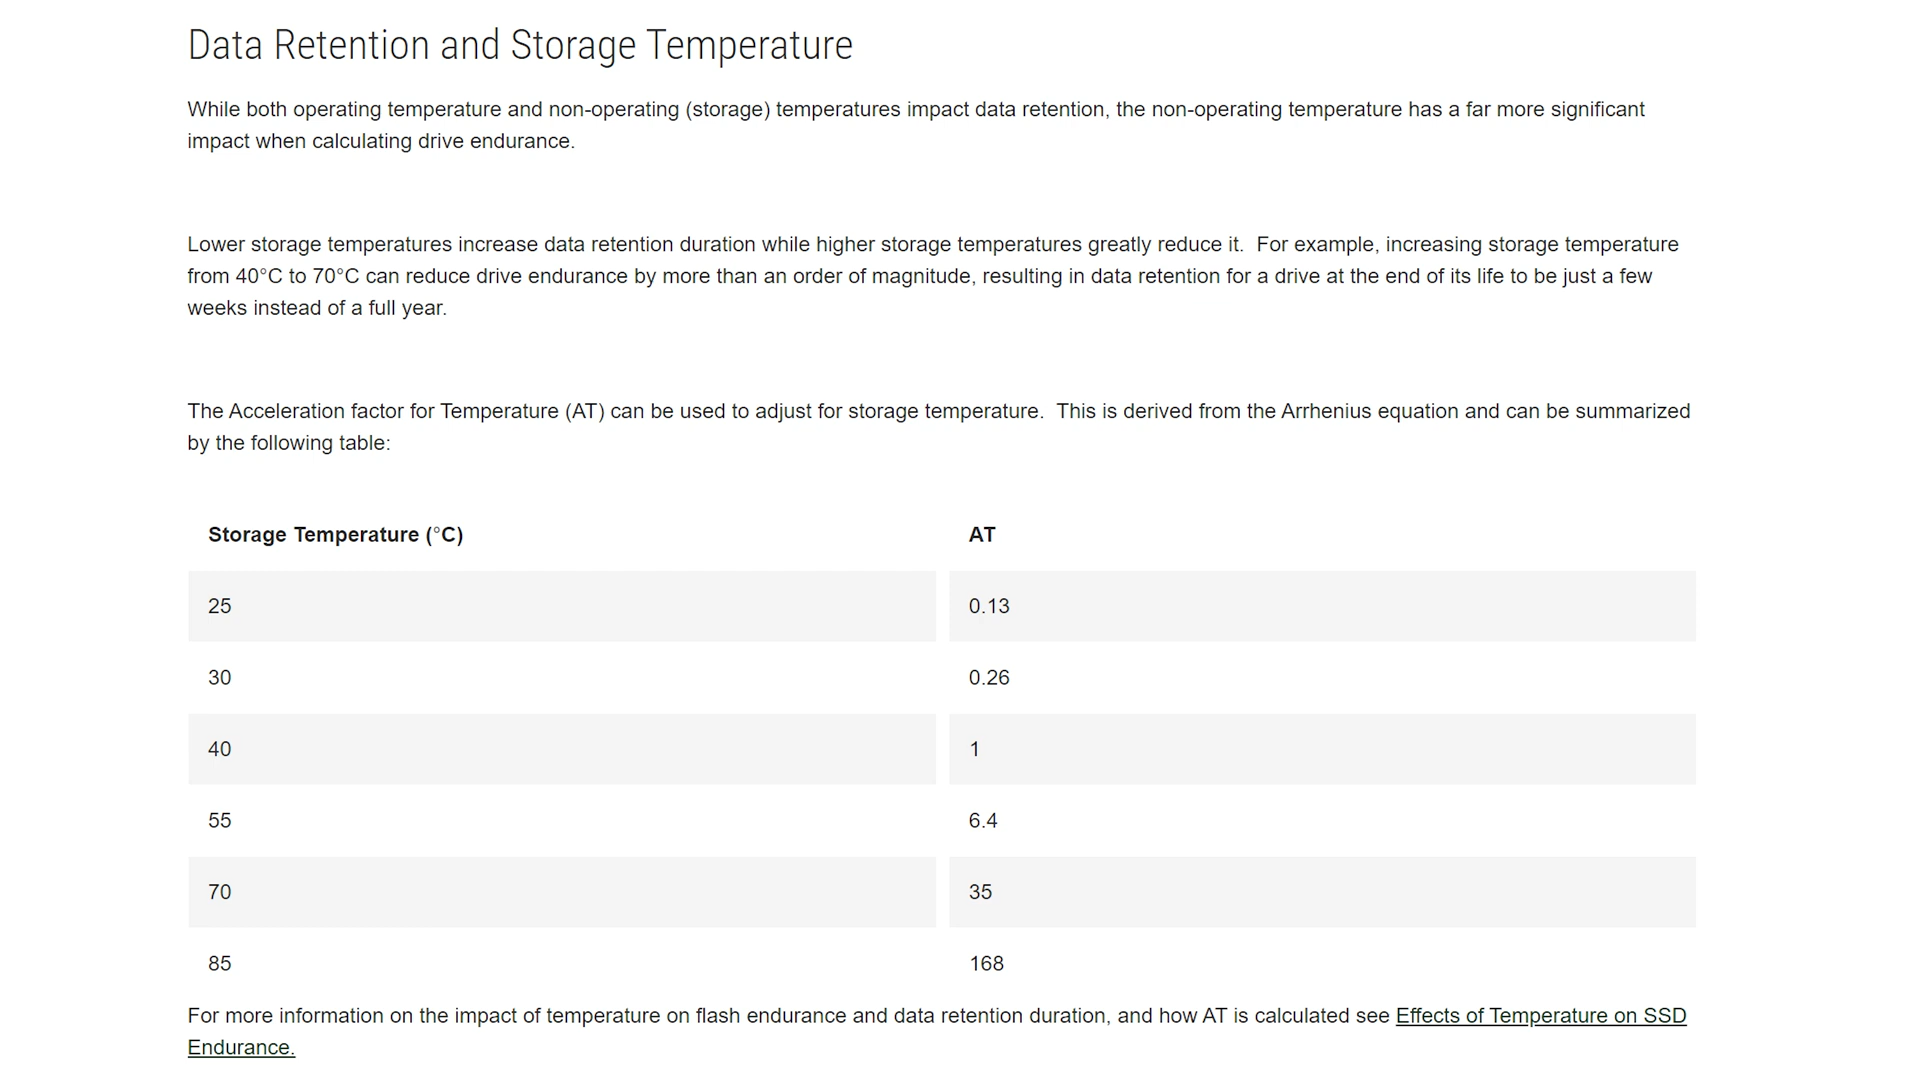 Data Retention and Storage Temperature
While both operating temperature and non-operating (storage) temperatures impact data retention, the non-operating temperature has a far more significant
impact when calculating drive endurance.
Lower storage temperatures increase data retention duration while higher storage temperatures greatly reduce it.  For example, increasing storage temperature
from 40°C to 70°C can reduce drive endurance by more than an order of magnitude, resulting in data retention for a drive at the end of its life to be just a few
weeks instead of a full year.
The Acceleration factor for Temperature (AT) can be used to adjust for storage temperature.  This is derived from the Arrhenius equation and can be summarized
by the following table:
Storage Temperature (°C) AT
25 0.13
30 0.26
40 1
55 6.4
70 35
85 168
For more information on the impact of temperature on flash endurance and data retention duration, and how AT is calculated see Effects of Temperature on SSD
Endurance.